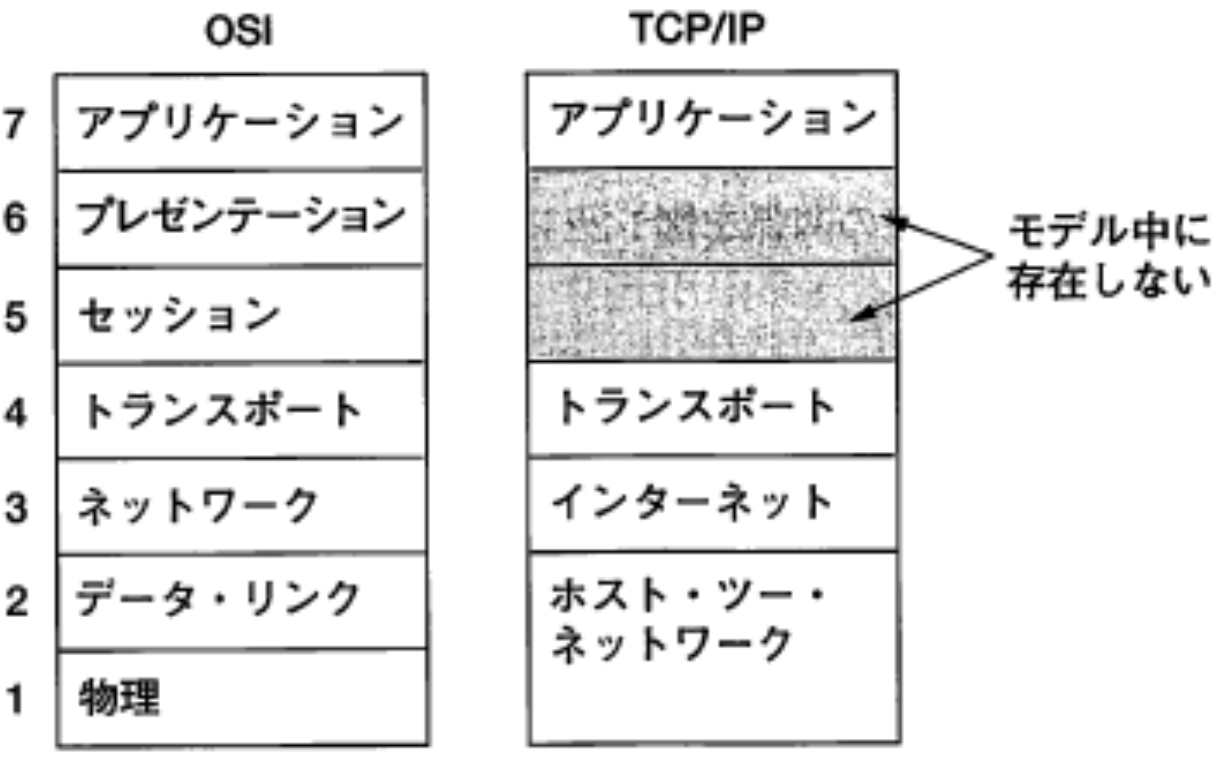 OSI
TCP/IP
7
アプリケーション
アプリケーション
6
プレゼンテーション
モデル中に
存在しない
5
セッション
4
トランスポート
トランスポート
3
ネットワーク
インターネット
2
データ・リンク
ホスト・ツー・
ネットワーク
1
物理